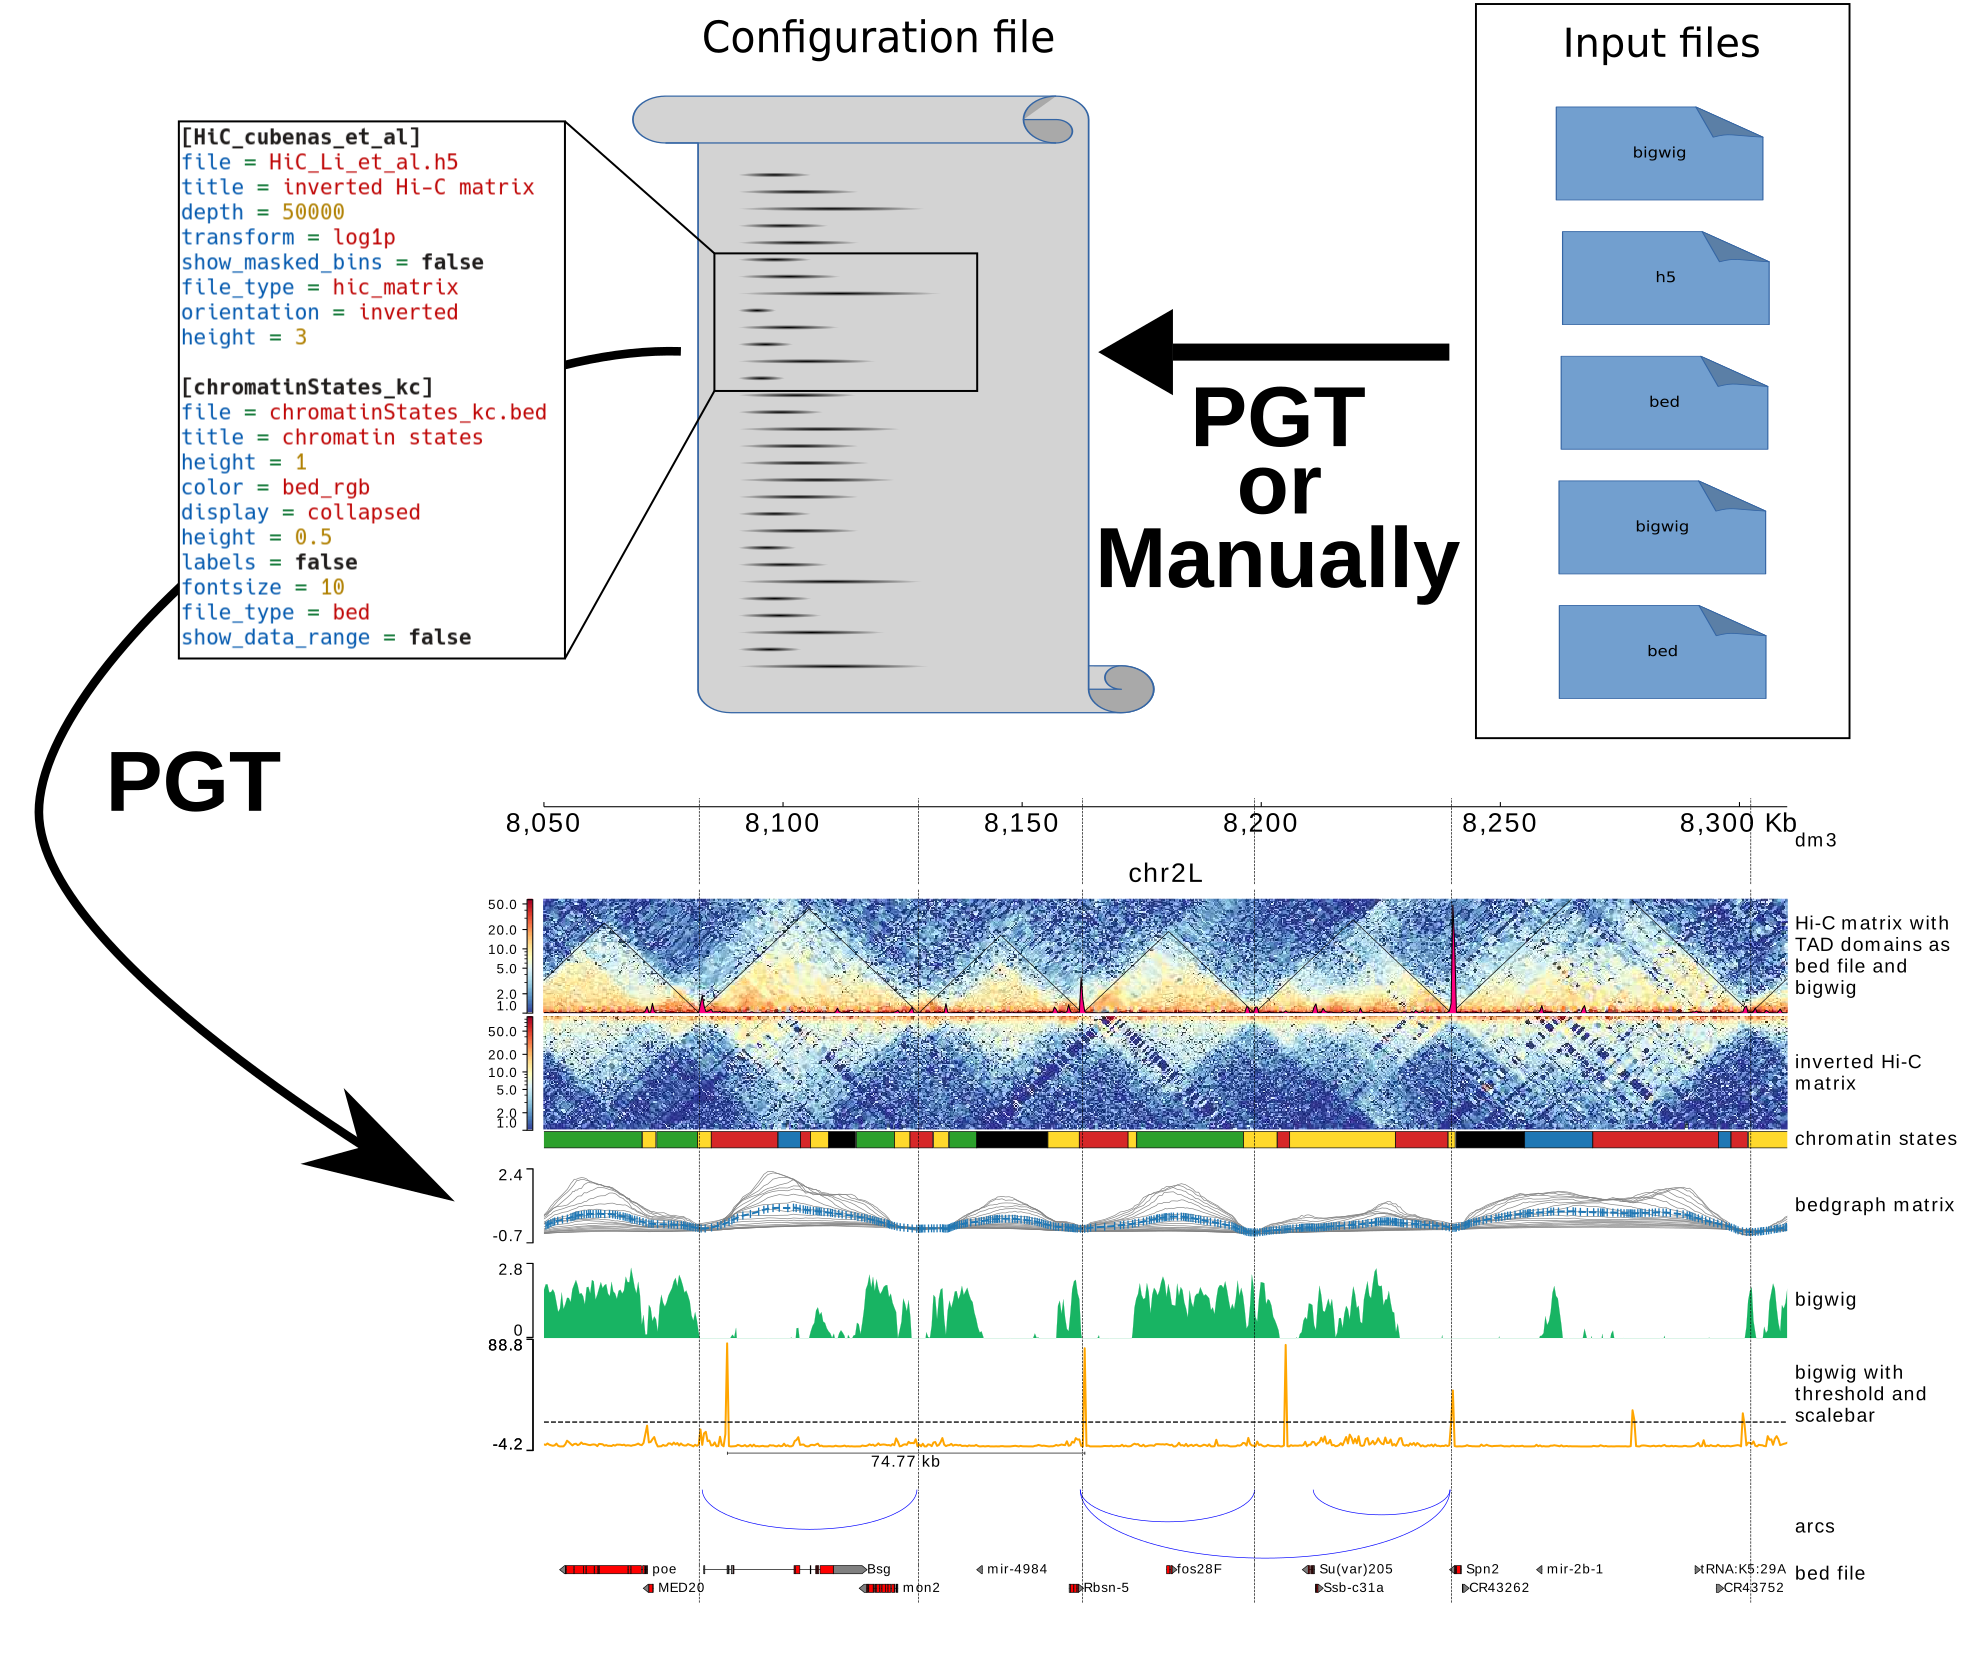 Configuration file
Input files
[HiC_cubenas_et_al]
file = HiC_Li_et_al.h5
title = inverted Hi-C matrix
depth = 50000
transform = log1p
show_masked_bins = false
file_type = hic_matrix
orientation = inverted
height = 3
[chromatinStates_kc]
file = chromatinStates_kc.bed
title = chromatin states
height = 1
color = bed_rgb
display = collapsed
height = 0.5
labels = false
fontsize = 10
file_type = bed
show_data_range = false
bigwig
h5
bed
bigwig
bed
PGT
or
Manually
PGT
8,050 8,100 8,150 8,200 8,250 8,300 Kb
dm3
chr2L
50.0
20.0
10.0
5.0
2.0
1.0
Hi-C matrix with
TAD domains as
bed file and
bigwig
50.0
20.0
10.0
5.0
2.0
1.0
inverted Hi-C
matrix
chromatin states
2.4
-0.7
bedgraph matrix
2.8
0
bigwig
88.8
-4.2
bigwig with
threshold and
scalebar
74.77 kb
arcs
poe Bsg mir-4984 fos28F Su(var)205 Spn2 mir-2b-1 tRNA:K5:29A
bed file
MED20 mon2 Rbsn-5 Ssb-c31a CR43262 CR43752